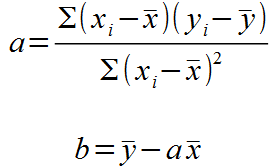 a = Σ(xᵢ − x̅)(yᵢ − y̅) / Σ(xᵢ − x̅)²
b = y̅ − a x̅